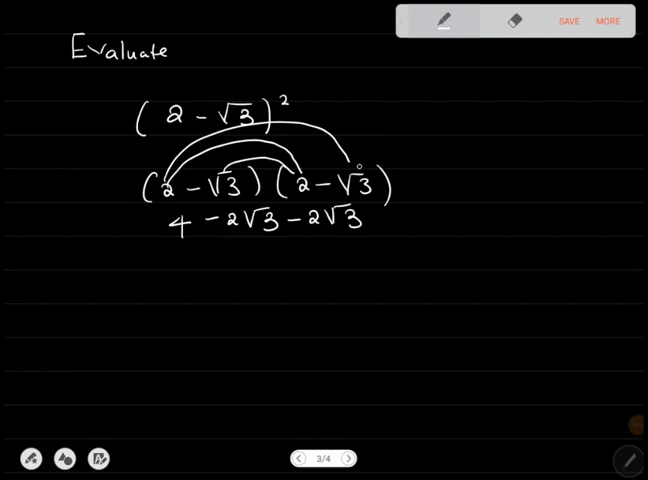 SAVE MORE
Evaluate
(2 - √3)²
(2 - √3) (2 - √3)
4 - 2√3 - 2√3
3/4